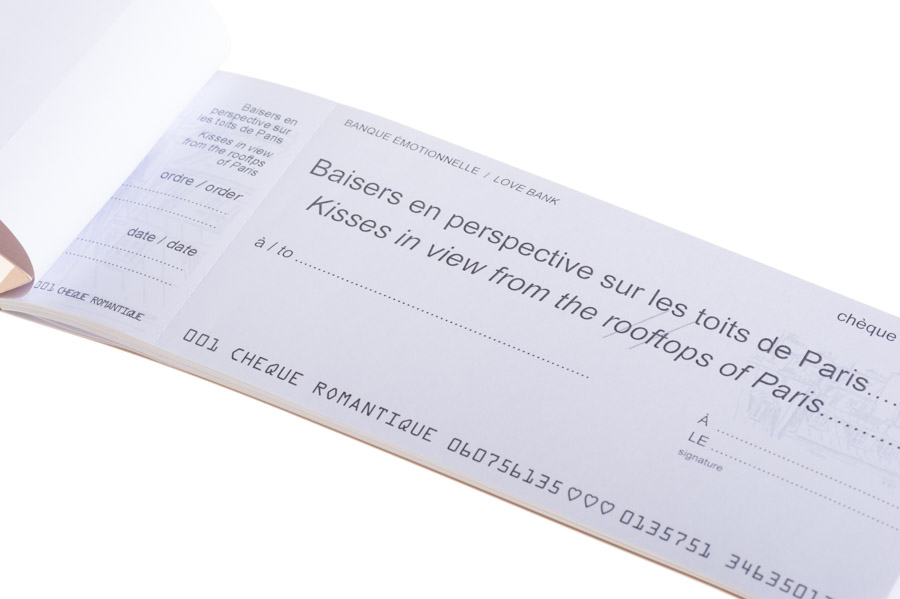 Baisers en
perspective sur
les toits de Paris
Kisses in view
from the rooftops
of Paris
ordre / order
date / date
001 CHEQUE ROMANTIQUE
BANQUE ÉMOTIONNELLE / LOVE BANK
Baisers en perspective sur les toits de Paris
Kisses in view from the rooftops of Paris
chèque
à / to
À
LE
signature
001 CHEQUE ROMANTIQUE 060756135♡♡♡0135751 3463501